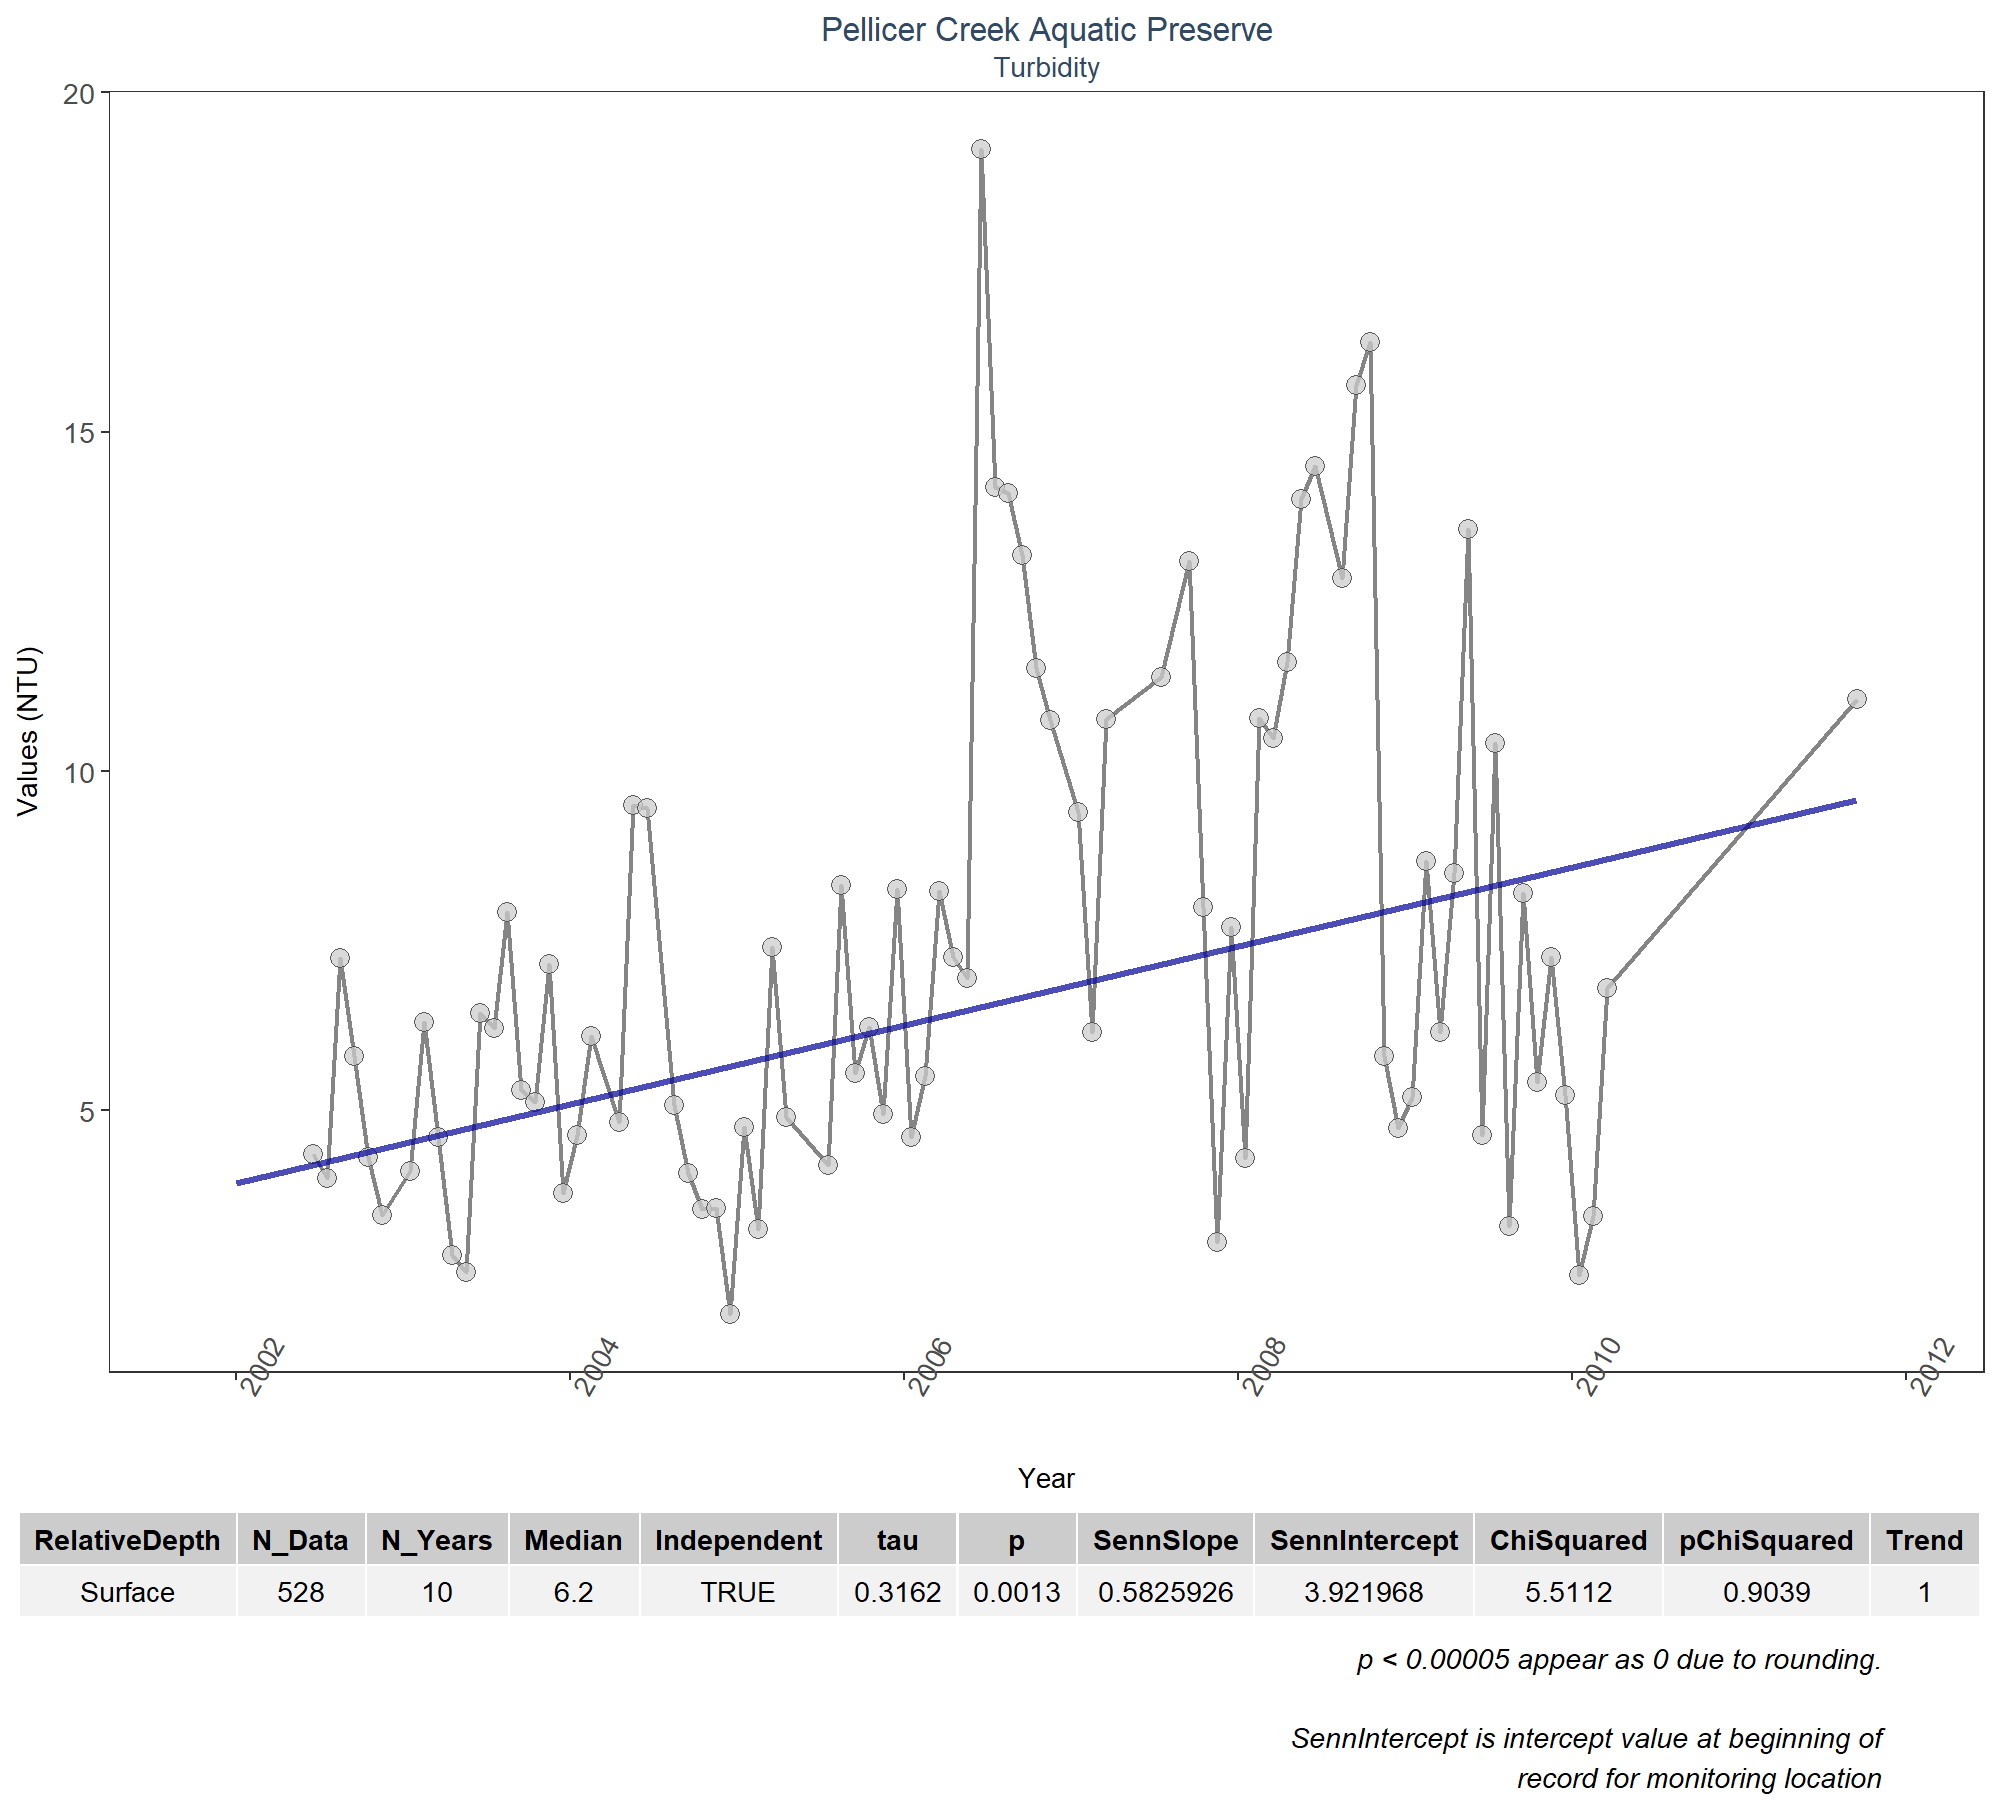 Pellicer Creek Aquatic Preserve
Turbidity
20
15
10
5
Values (NTU)
2002 2004 2006 2008 2010 2012
Year
RelativeDepth N_Data N_Years Median Independent tau p SennSlope SennIntercept ChiSquared pChiSquared Trend
Surface 528 10 6.2 TRUE 0.3162 0.0013 0.5825926 3.921968 5.5112 0.9039 1
p < 0.00005 appear as 0 due to rounding.
SennIntercept is intercept value at beginning of
record for monitoring location